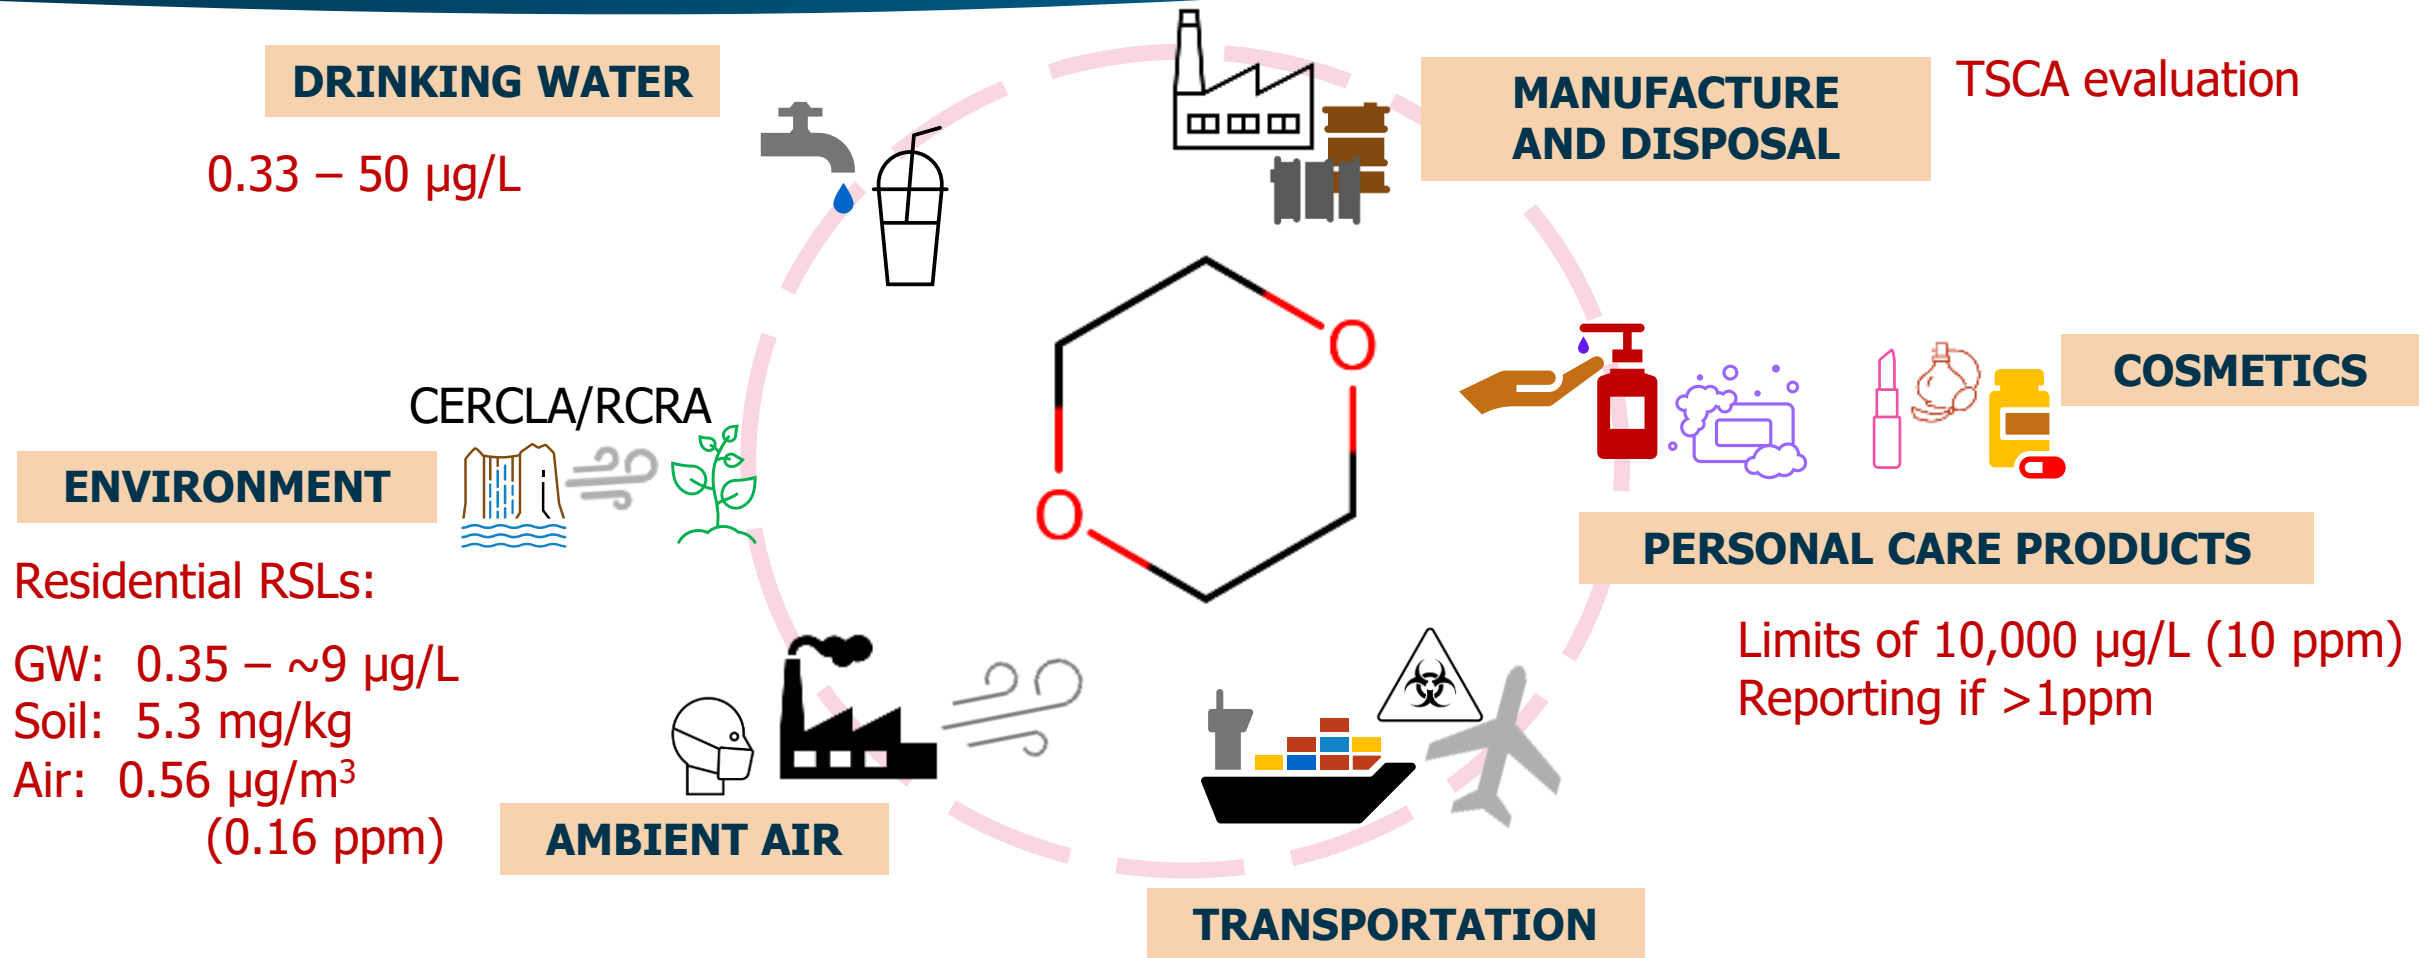 DRINKING WATER
0.33 – 50 µg/L
MANUFACTURE
AND DISPOSAL
TSCA evaluation
O
O
COSMETICS
PERSONAL CARE PRODUCTS
Limits of 10,000 µg/L (10 ppm)
Reporting if >1ppm
TRANSPORTATION
AMBIENT AIR
CERCLA/RCRA
ENVIRONMENT
Residential RSLs:
GW: 0.35 – ~9 µg/L
Soil: 5.3 mg/kg
Air: 0.56 µg/m³
(0.16 ppm)